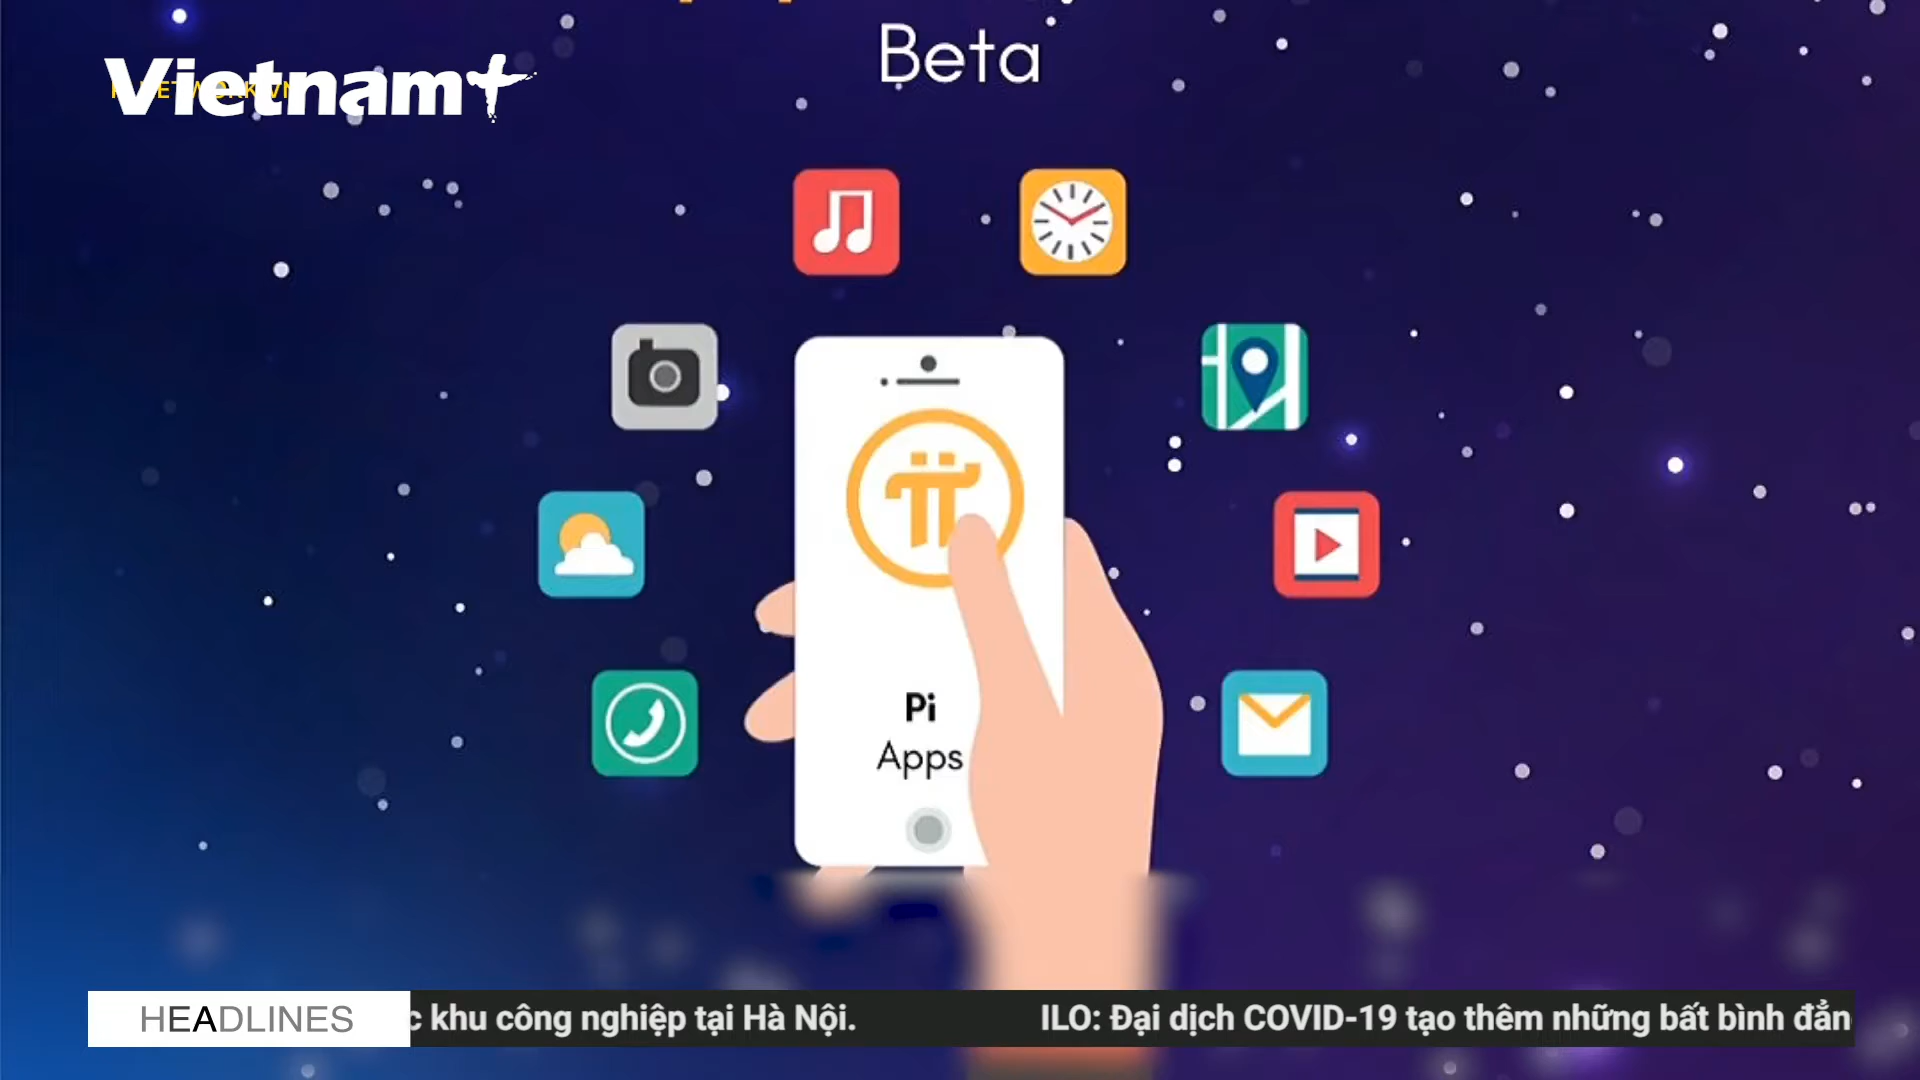 Beta
Vietnam+
Pi
Apps
HEADLINES
khu công nghiệp tại Hà Nội. ILO: Đại dịch COVID-19 tạo thêm những bất bình